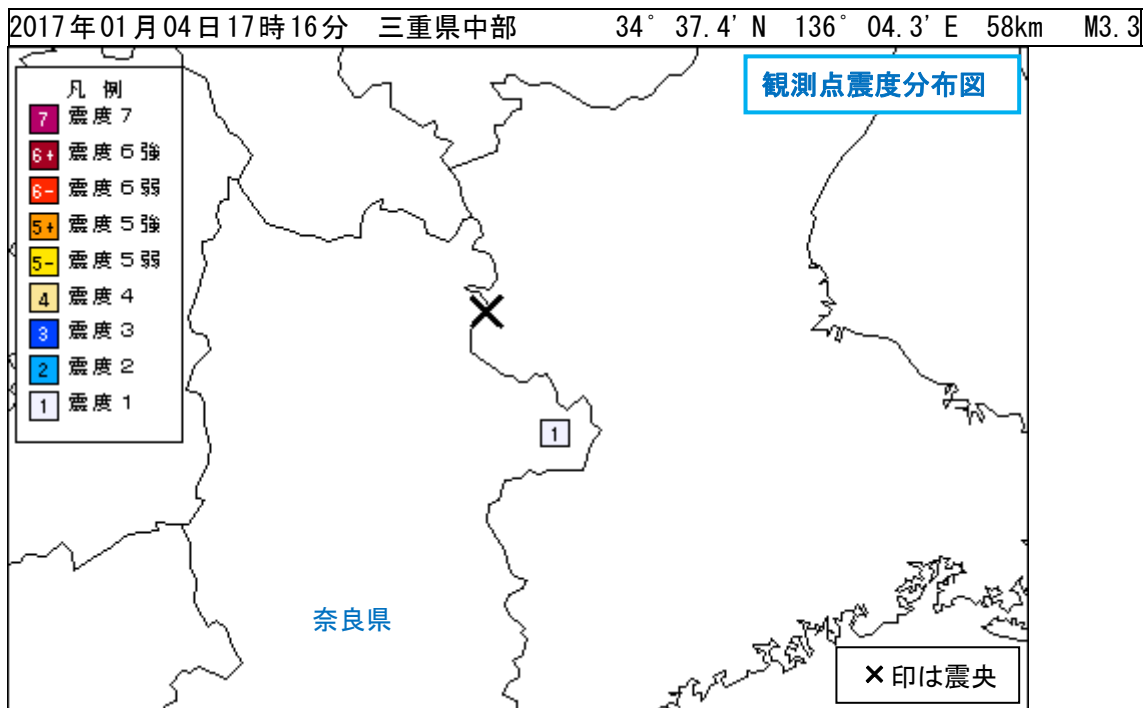 2017年01月04日17時16分 三重県中部 34ﾟ 37.4' N 136ﾟ 04.3' E 58km M3.3
観測点震度分布図
凡 例
7 震度７
6+ 震度６強
6- 震度６弱
5+ 震度５強
5- 震度５弱
4 震度４
3 震度３
2 震度２
1 震度１
1
奈良県
×印は震央